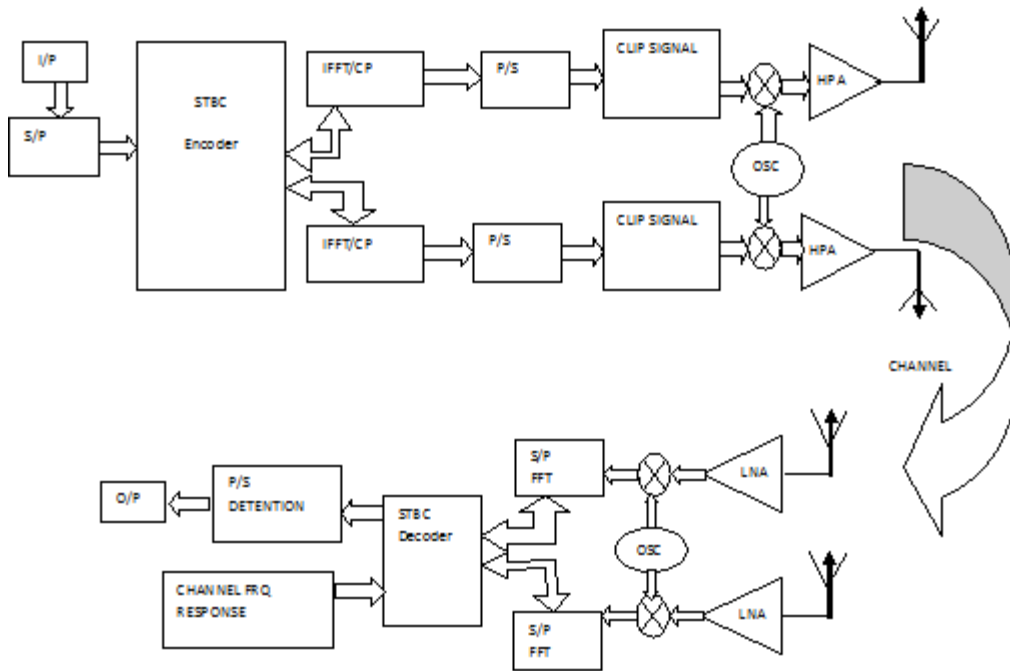 I/P
S/P
STBC
Encoder
IFFT/CP
P/S
CLIP SIGNAL
HPA
OSC
IFFT/CP
P/S
CLIP SIGNAL
HPA
CHANNEL
S/P
FFT
LNA
O/P
P/S
DETENTION
STBC
Decoder
OSC
CHANNEL FRQ
RESPONSE
S/P
FFT
LNA